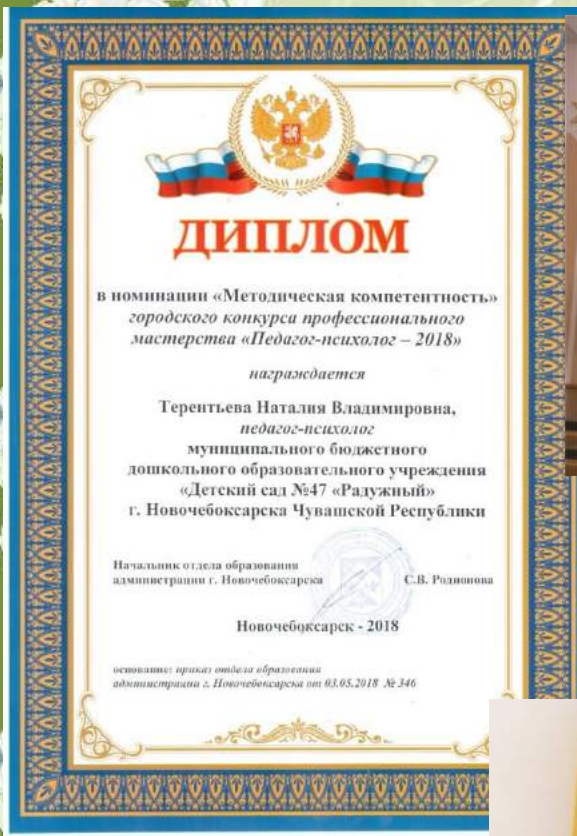 ДИПЛОМ
в номинации «Методическая компетентность»
городского конкурса профессионального
мастерства «Педагог-психолог – 2018»
награждается
Терентьева Наталия Владимировна,
педагог-психолог
муниципального бюджетного
дошкольного образовательного учреждения
«Детский сад №47 «Радужный»
г. Новочебоксарска Чувашской Республики
Начальник отдела образования
администрации г. Новочебоксарска С.В. Родионова
Новочебоксарск - 2018
основание: приказ отдела образования
администрации г. Новочебоксарска от 03.05.2018 № 346